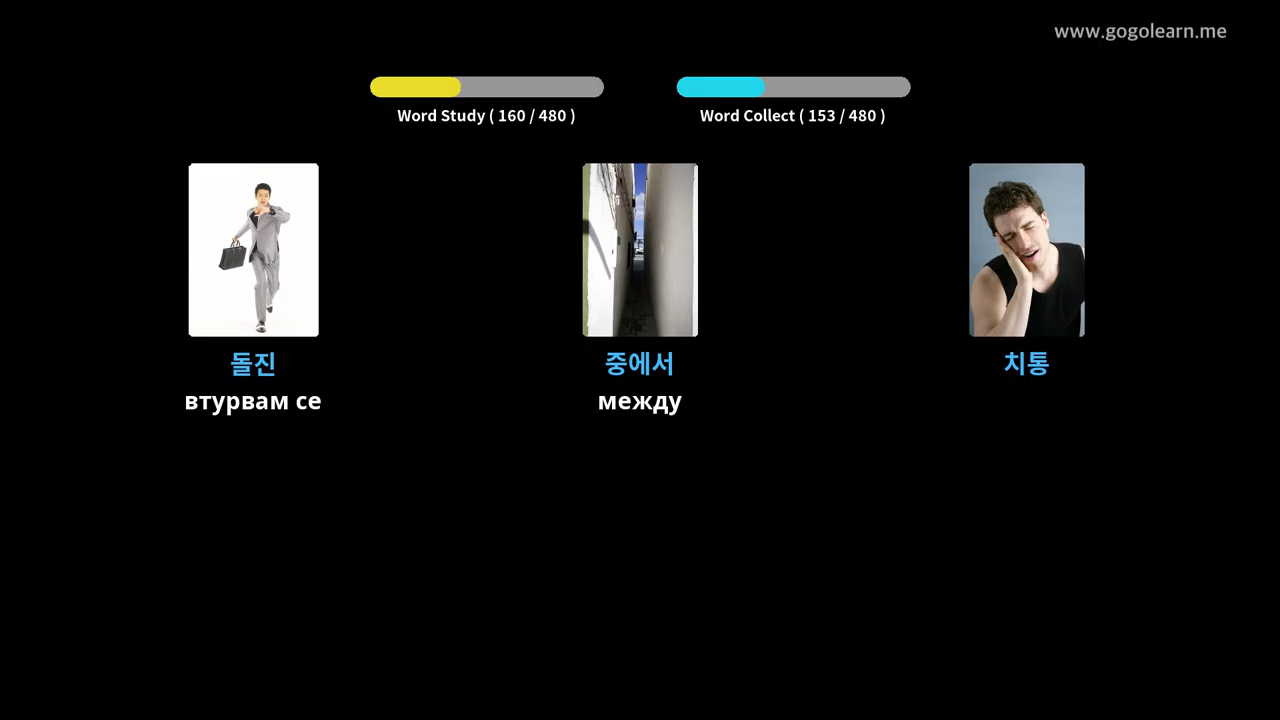 www.gogolearn.me
Word Study ( 160 / 480 )
Word Collect ( 153 / 480 )
돌진
중에서
치통
втурвам се
между